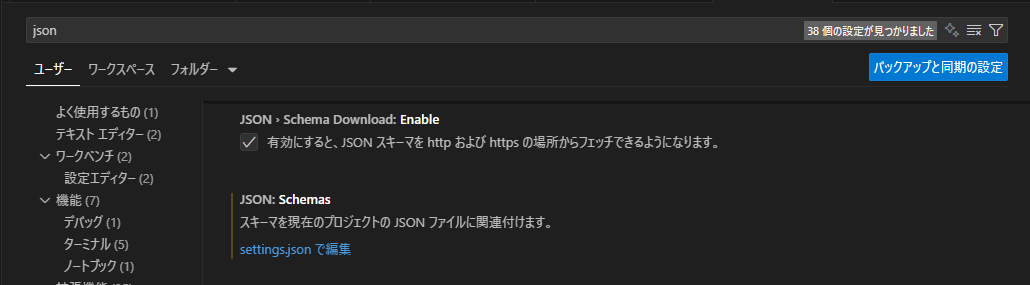 json
38 個の設定が見つかりました
ユーザー ワークスペース フォルダー
バックアップと同期の設定
よく使用するもの (1)
テキスト エディター (2)
ワークベンチ (2)
設定エディター (2)
機能 (7)
デバッグ (1)
ターミナル (5)
ノートブック (1)
JSON › Schema Download: Enable
有効にすると、JSON スキーマを http および https の場所からフェッチできるようになります。
JSON: Schemas
スキーマを現在のプロジェクトの JSON ファイルに関連付けます。
settings.json で編集